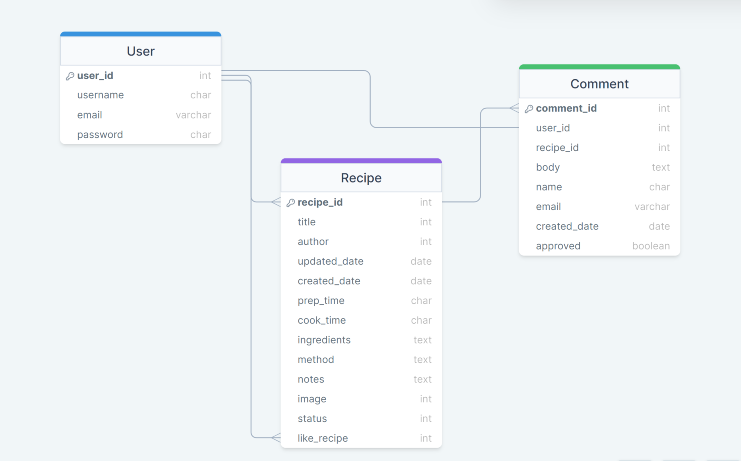 User
user_id int
username char
email varchar
password char
Comment
comment_id int
user_id int
recipe_id int
body text
name char
email varchar
created_date date
approved boolean
Recipe
recipe_id int
title int
author int
updated_date date
created_date date
prep_time char
cook_time char
ingredients text
method text
notes text
image int
status int
like_recipe int